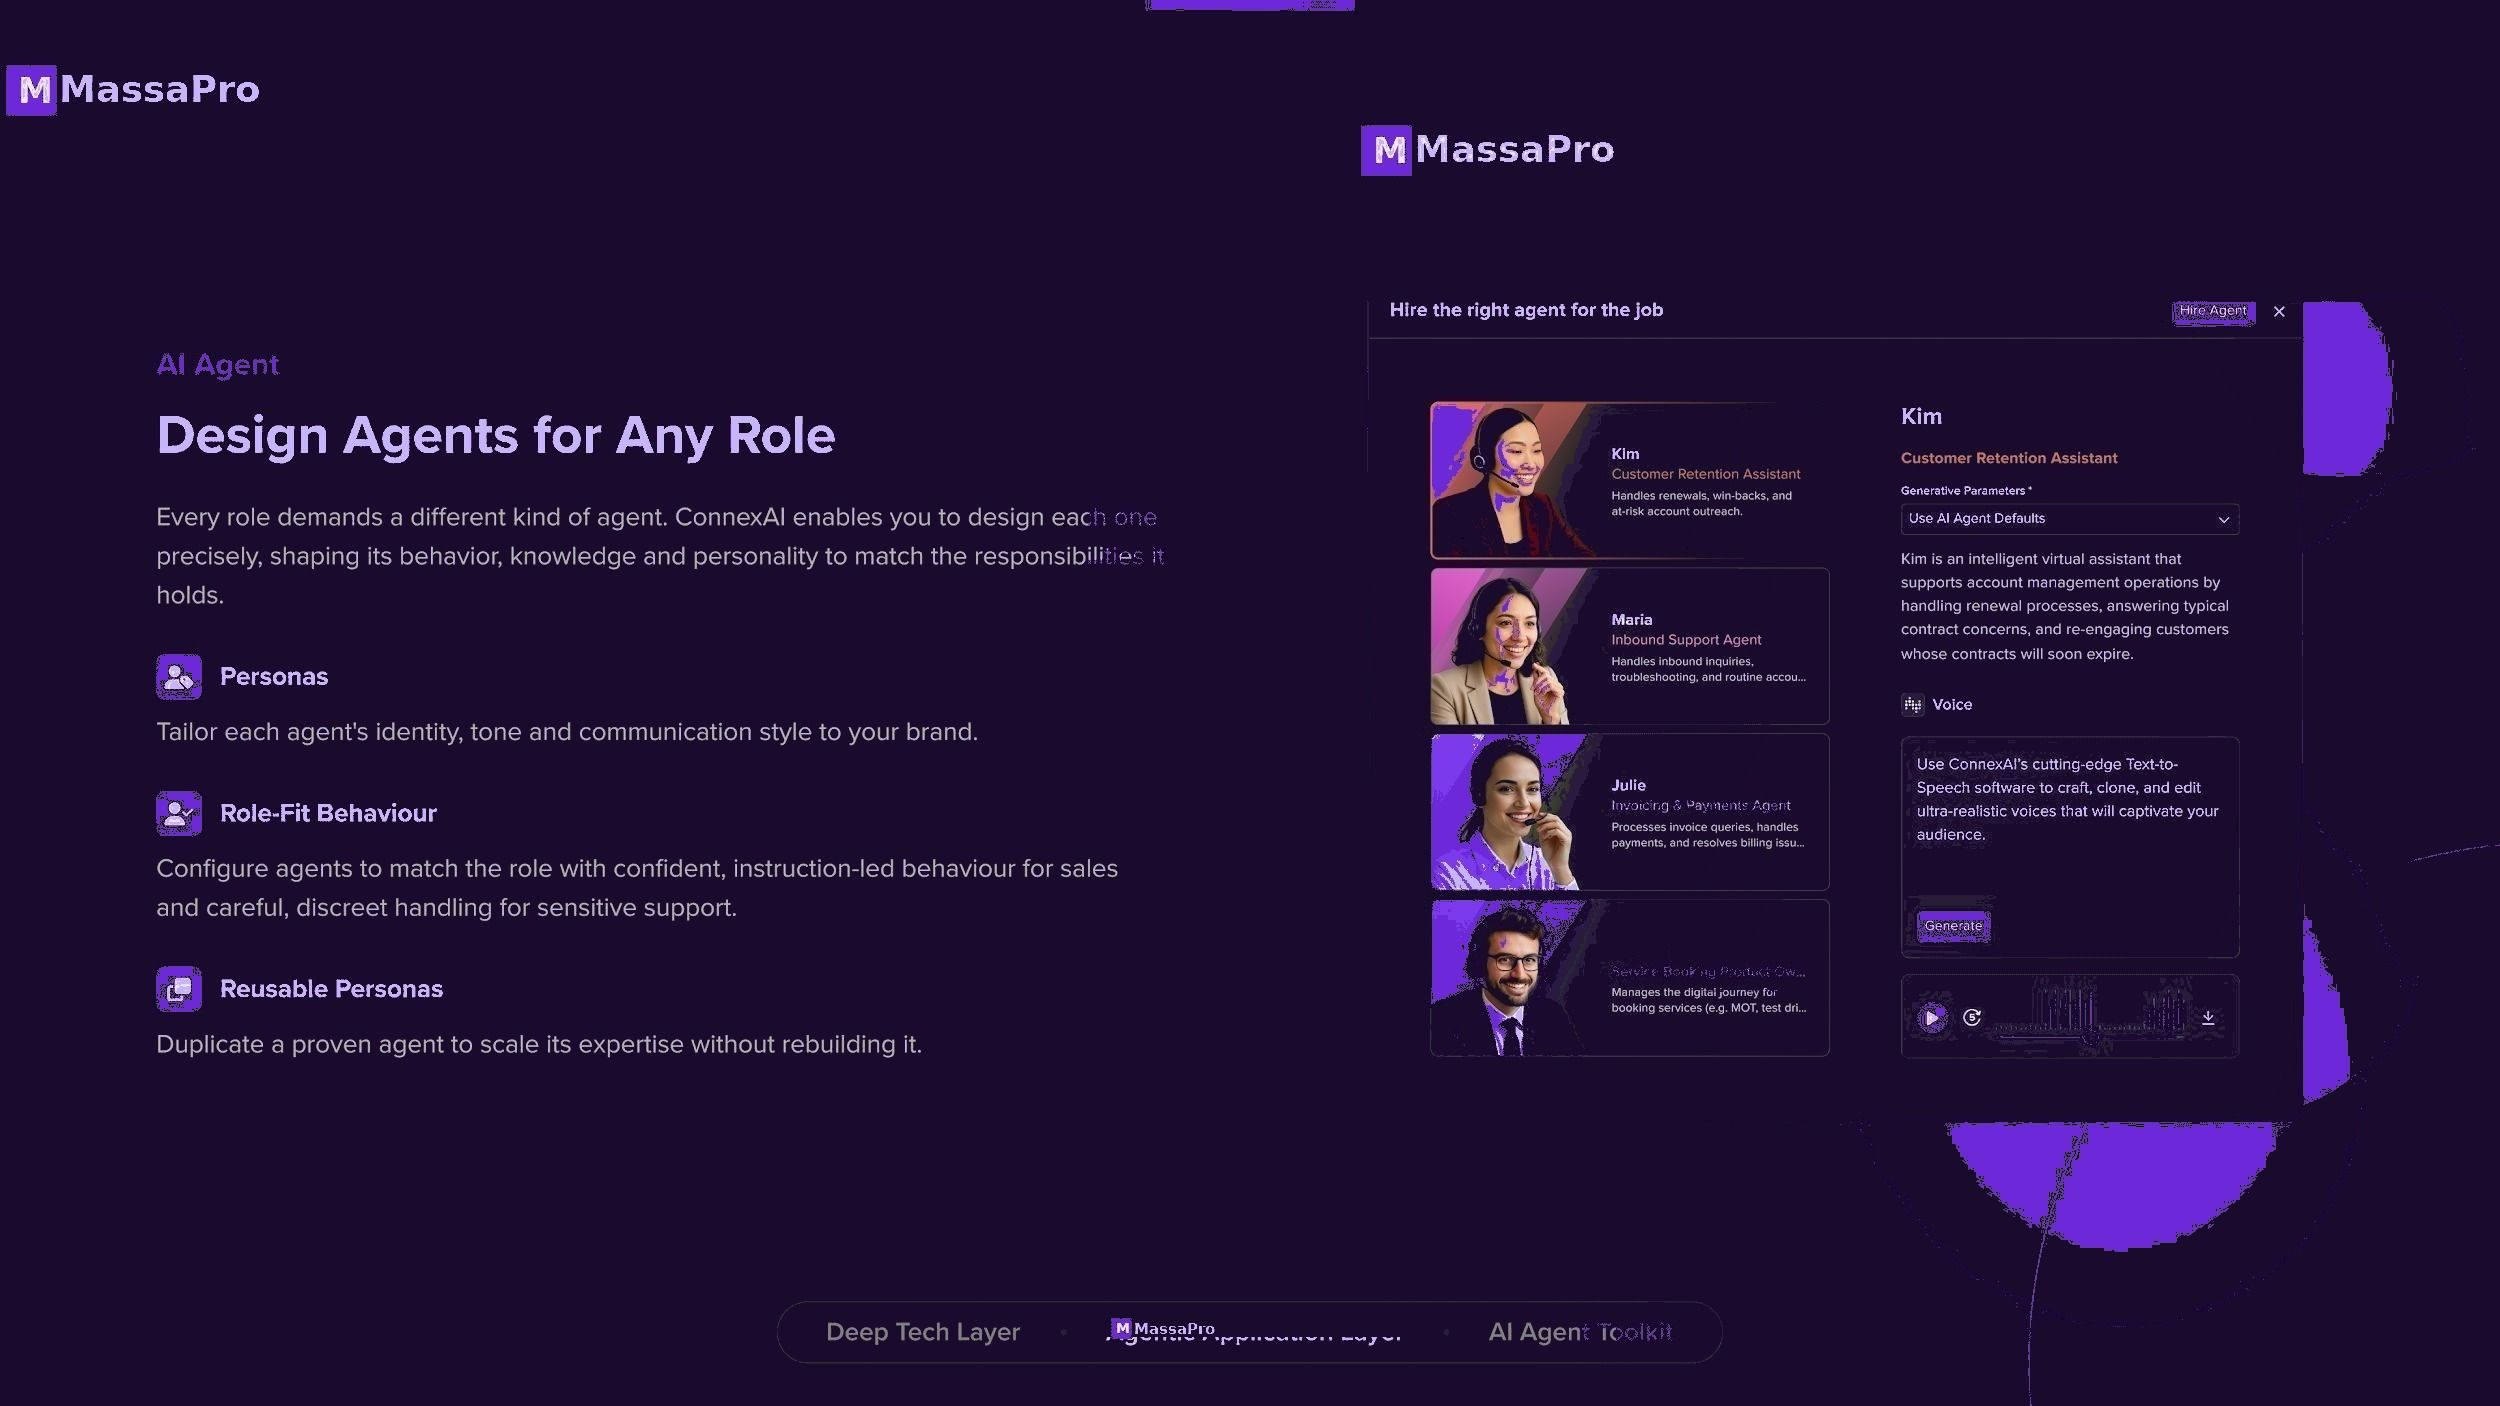 M MassaPro
M MassaPro
AI Agent
Design Agents for Any Role
Every role demands a different kind of agent. ConnexAI enables you to design each one
precisely, shaping its behavior, knowledge and personality to match the responsibilities it
holds.
Personas
Tailor each agent's identity, tone and communication style to your brand.
Role-Fit Behaviour
Configure agents to match the role with confident, instruction-led behaviour for sales
and careful, discreet handling for sensitive support.
Reusable Personas
Duplicate a proven agent to scale its expertise without rebuilding it.
Hire the right agent for the job
Hire Agent
Kim
Customer Retention Assistant
Handles renewals, win-backs, and
at-risk account outreach.
Maria
Inbound Support Agent
Handles inbound inquiries,
troubleshooting, and routine accou...
Julie
Invoicing & Payments Agent
Processes invoice queries, handles
payments, and resolves billing issu...
Service Booking Product Ow...
Manages the digital journey for
booking services (e.g. MOT, test dri...
Kim
Customer Retention Assistant
Generative Parameters *
Use AI Agent Defaults
Kim is an intelligent virtual assistant that
supports account management operations by
handling renewal processes, answering typical
contract concerns, and re-engaging customers
whose contracts will soon expire.
Voice
Use ConnexAI's cutting-edge Text-to-
Speech software to craft, clone, and edit
ultra-realistic voices that will captivate your
audience.
Generate
5
Deep Tech Layer
M MassaPro
Agentic Application Layer
AI Agent Toolkit